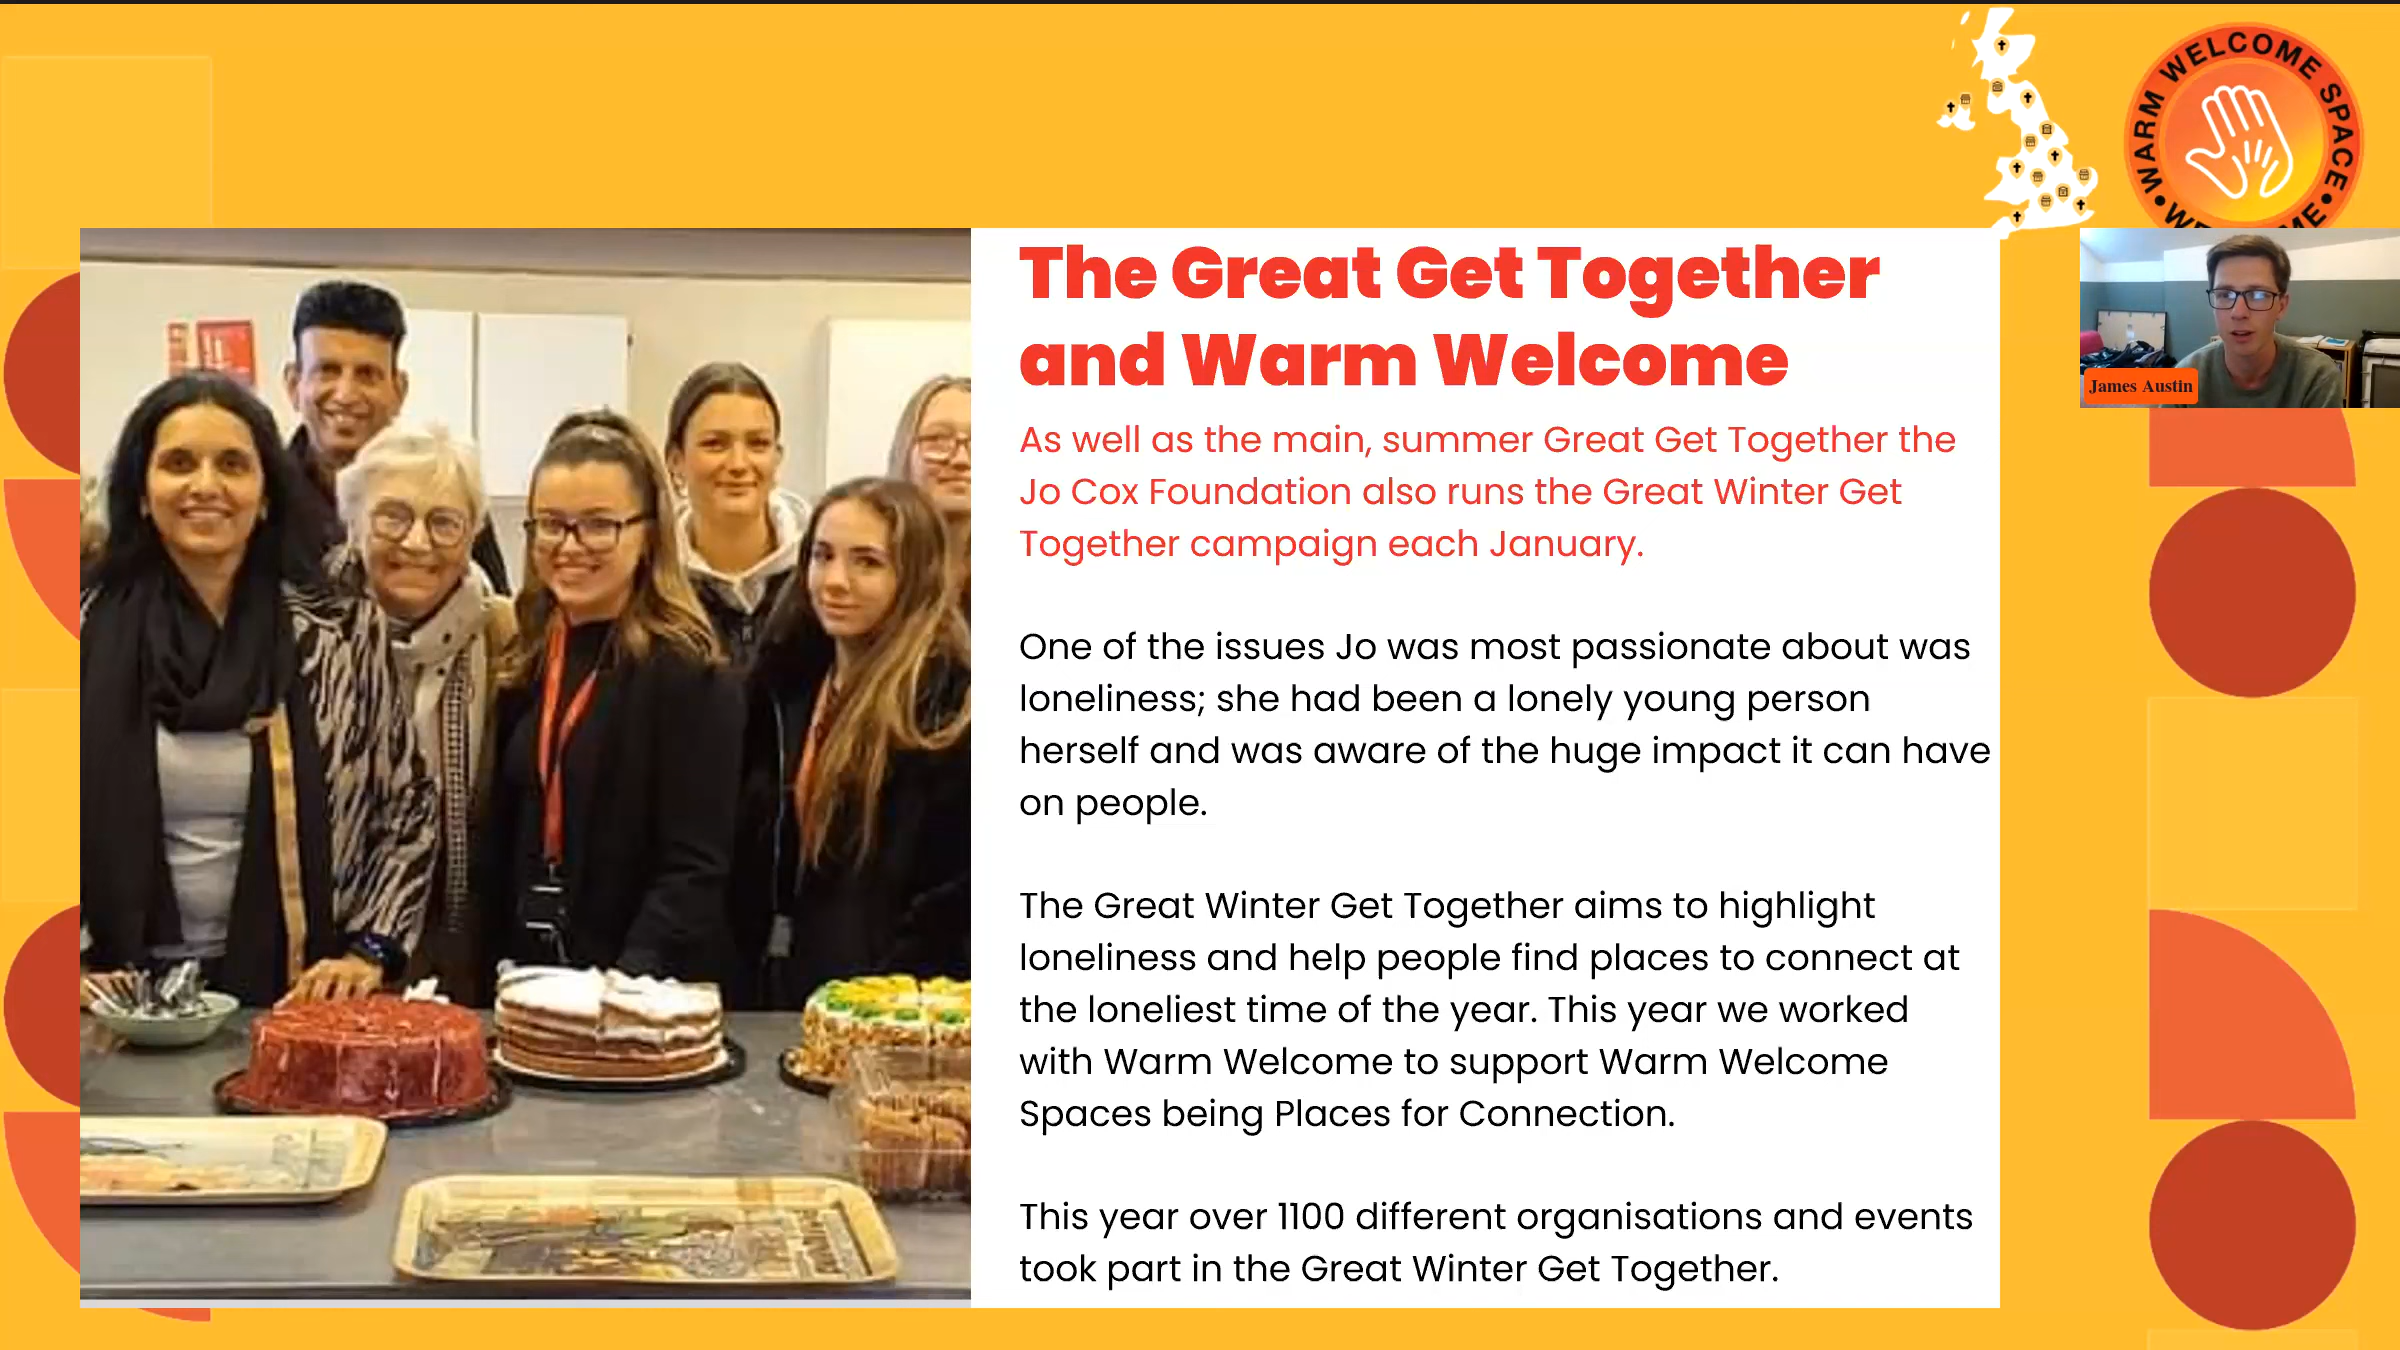 WARM WELCOME SPACE
The Great Get Together
and Warm Welcome
James Austin
As well as the main, summer Great Get Together the
Jo Cox Foundation also runs the Great Winter Get
Together campaign each January.
One of the issues Jo was most passionate about was
loneliness; she had been a lonely young person
herself and was aware of the huge impact it can have
on people.
The Great Winter Get Together aims to highlight
loneliness and help people find places to connect at
the loneliest time of the year. This year we worked
with Warm Welcome to support Warm Welcome
Spaces being Places for Connection.
This year over 1100 different organisations and events
took part in the Great Winter Get Together.